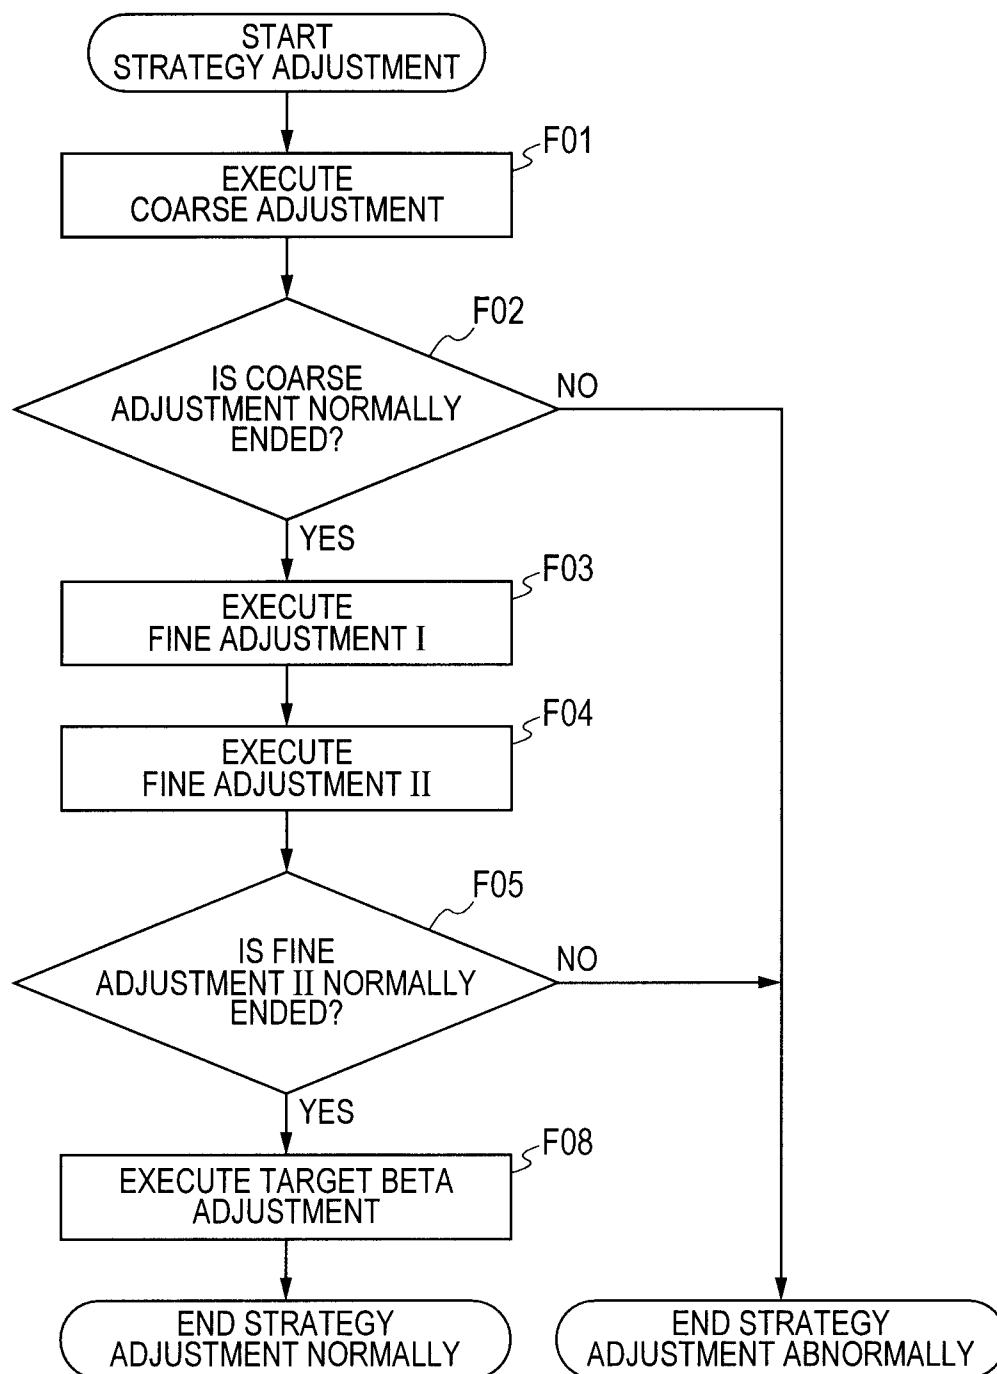 START
STRATEGY ADJUSTMENT
F01
EXECUTE
COARSE ADJUSTMENT
F02
IS COARSE
ADJUSTMENT NORMALLY
ENDED?
NO
YES
F03
EXECUTE
FINE ADJUSTMENT I
F04
EXECUTE
FINE ADJUSTMENT II
F05
IS FINE
ADJUSTMENT II NORMALLY
ENDED?
NO
YES
F08
EXECUTE TARGET BETA
ADJUSTMENT
END STRATEGY
ADJUSTMENT NORMALLY
END STRATEGY
ADJUSTMENT ABNORMALLY